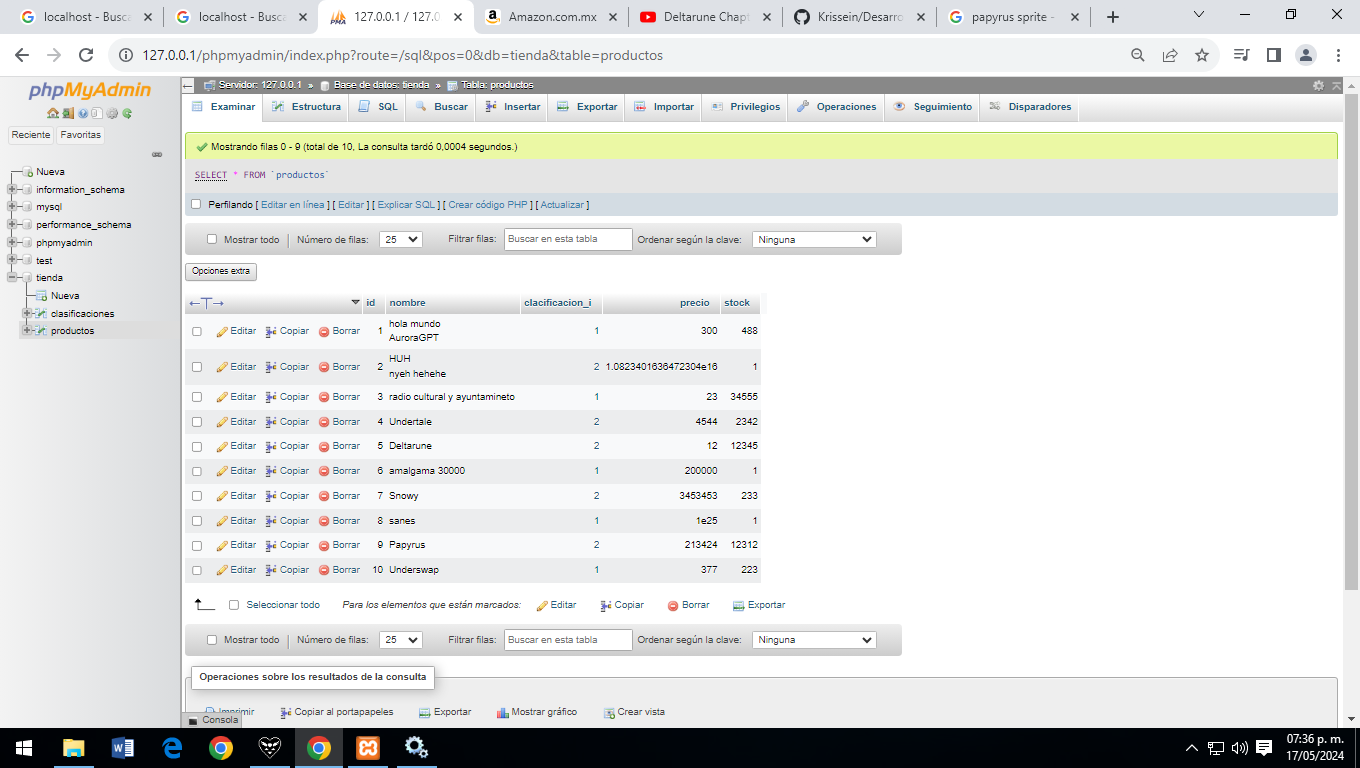 localhost - Busca
localhost - Busca
127.0.0.1 / 127.0
Amazon.com.mx
Deltarune Chapt
Krissein/Desarro
papyrus sprite -
127.0.0.1/phpmyadmin/index.php?route=/sql&pos=0&db=tienda&table=productos
phpMyAdmin
Reciente Favoritas
Nueva
information_schema
mysql
performance_schema
phpmyadmin
test
tienda
Nueva
clasificaciones
productos
Servidor: 127.0.0.1 » Base de datos: tienda » Tabla: productos
Examinar Estructura SQL Buscar Insertar Exportar Importar Privilegios Operaciones Seguimiento Disparadores
Mostrando filas 0 - 9 (total de 10, La consulta tardó 0,0004 segundos.)
SELECT * FROM `productos`
Perfilando [ Editar en línea ] [ Editar ] [ Explicar SQL ] [ Crear código PHP ] [ Actualizar ]
Mostrar todo Número de filas: 25 Filtrar filas: Buscar en esta tabla Ordenar según la clave: Ninguna
Opciones extra
←T→ id nombre clacificacion_i precio stock
Editar Copiar Borrar 1 hola mundo
AuroraGPT 1 300 488
Editar Copiar Borrar 2 HUH
nyeh hehehe 2 1.0823401636472304e16 1
Editar Copiar Borrar 3 radio cultural y ayuntamineto 1 23 34555
Editar Copiar Borrar 4 Undertale 2 4544 2342
Editar Copiar Borrar 5 Deltarune 2 12 12345
Editar Copiar Borrar 6 amalgama 30000 1 200000 1
Editar Copiar Borrar 7 Snowy 2 3453453 233
Editar Copiar Borrar 8 sanes 1 1e25 1
Editar Copiar Borrar 9 Papyrus 2 213424 12312
Editar Copiar Borrar 10 Underswap 1 377 223
Seleccionar todo Para los elementos que están marcados: Editar Copiar Borrar Exportar
Mostrar todo Número de filas: 25 Filtrar filas: Buscar en esta tabla Ordenar según la clave: Ninguna
Operaciones sobre los resultados de la consulta
Imprimir Copiar al portapapeles Exportar Mostrar gráfico Crear vista
Consola
07:36 p. m.
17/05/2024